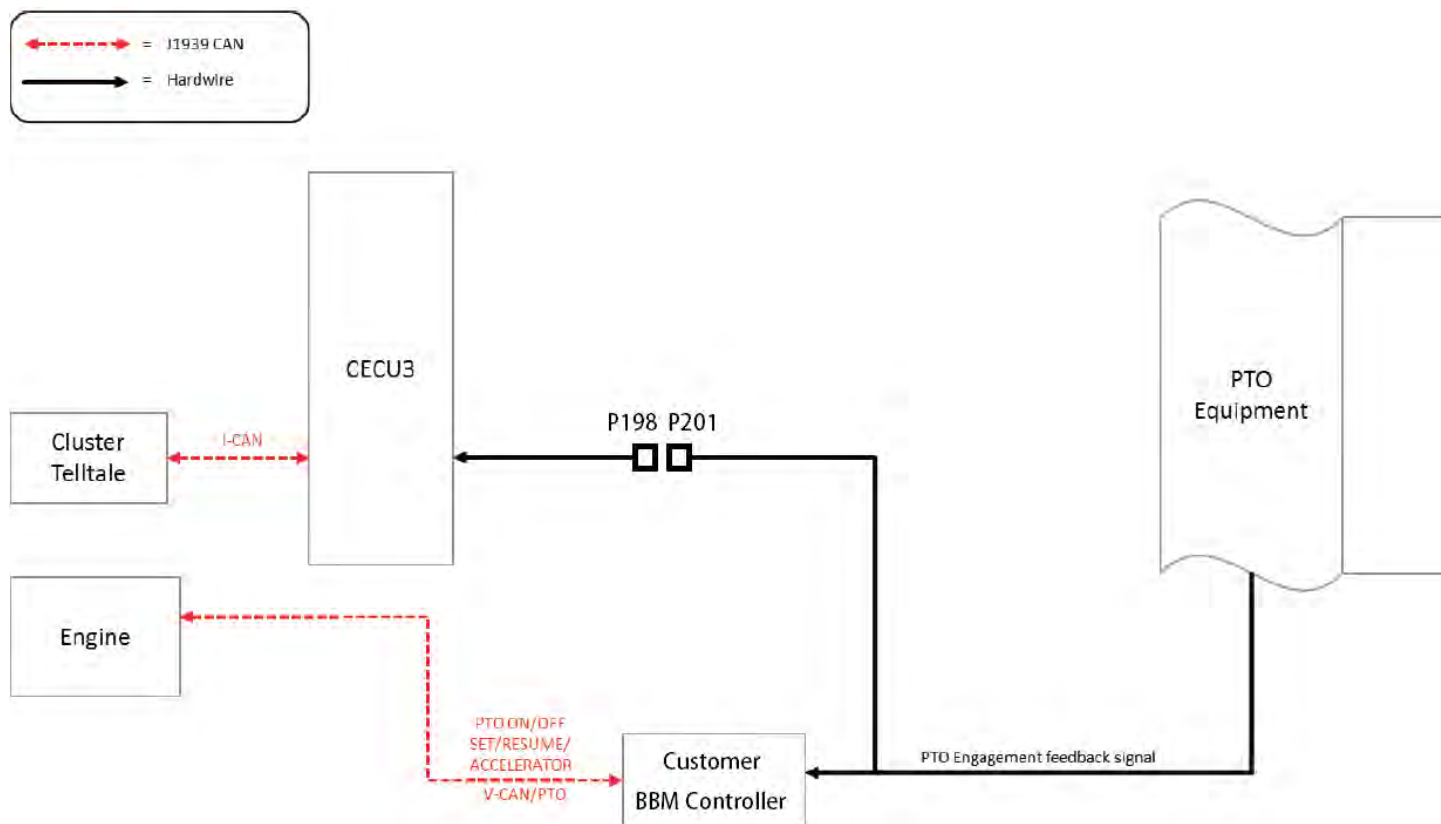 = J1939 CAN
= Hardwire
CECU3
PTO
Equipment
P198 P201
Cluster
Telltale
I-CAN
Engine
PTO ON/OFF
SET/RESUME/
ACCELERATOR
V-CAN/PTO
Customer
BBM Controller
PTO Engagement feedback signal